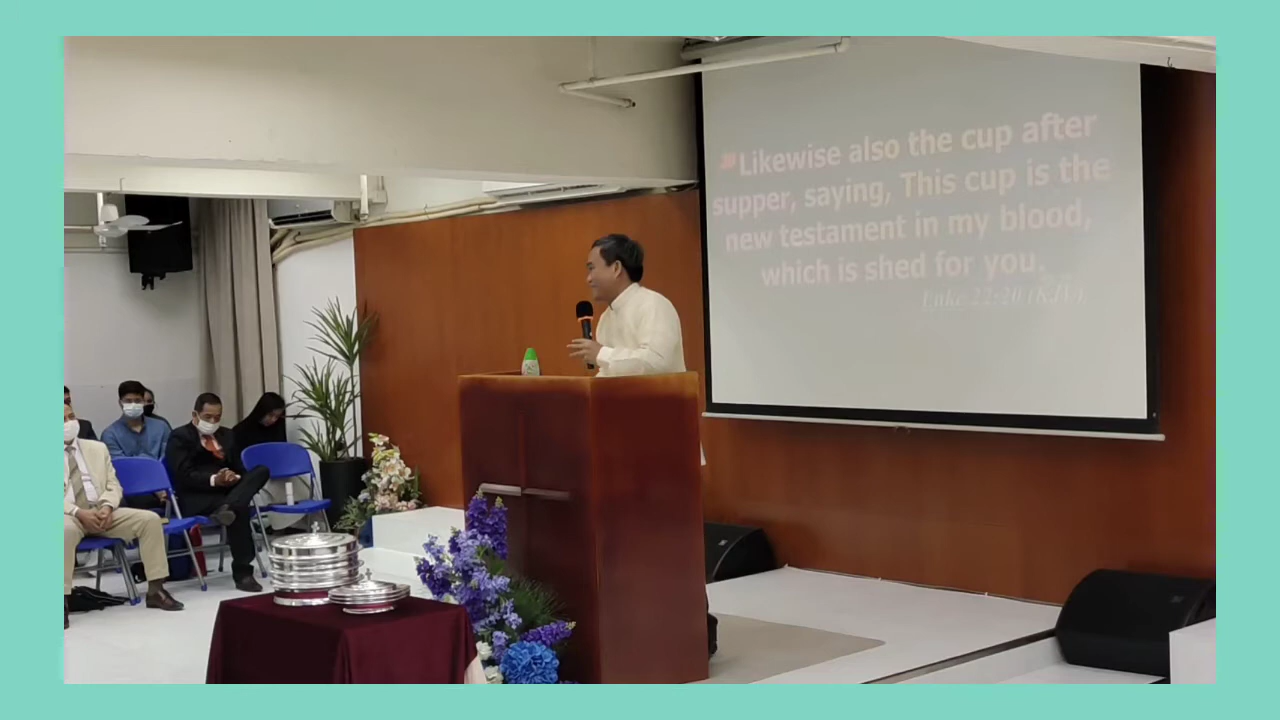 Likewise also the cup after
supper, saying, This cup is the
new testament in my blood,
which is shed for you.
Luke 22:20 (KJV).